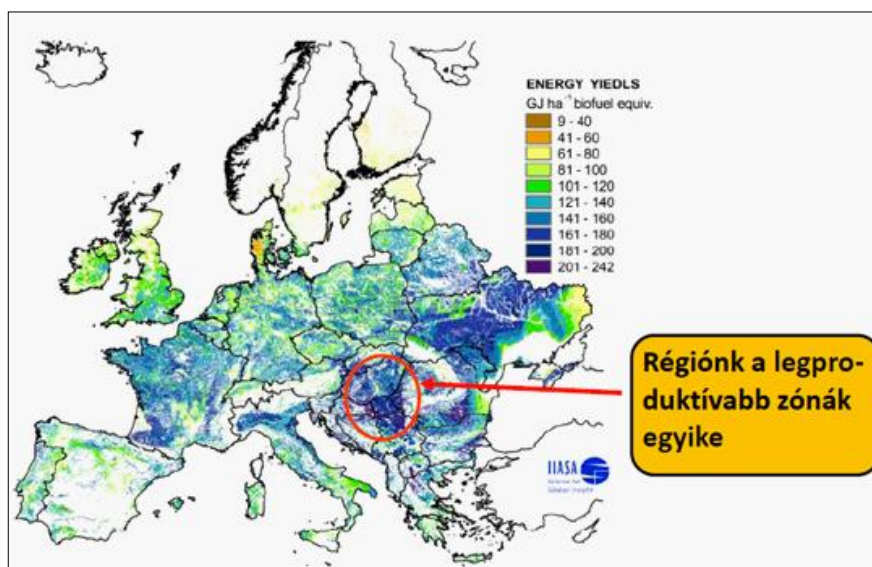 ENERGY YIEDLS
GJ ha⁻¹ biofuel equiv.
9 - 40
41 - 60
61 - 80
81 - 100
101 - 120
121 - 140
141 - 160
161 - 180
181 - 200
201 - 242
Régiónk a legpro-
duktívabb zónák
egyike
IIASA